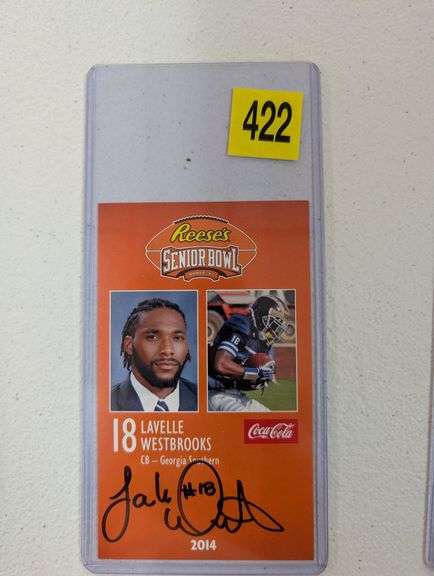 422
Reese's
SENIOR BOWL
18 LAVELLE
WESTBROOKS
CB – Georgia Southern
Coca-Cola
#18
2014